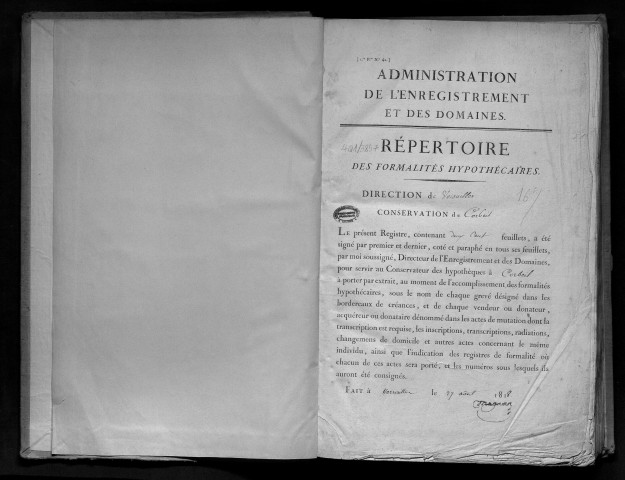 ADMINISTRATION
DE L'ENREGISTREMENT
ET DES DOMAINES.
RÉPERTOIRE
DES FORMALITÉS HYPOTHÉCAIRES.
DIRECTION de Versailles 167
CONSERVATION de Corbeil
LE présent Registre, contenant deux Cent feuillets, a été
signé par premier et dernier, coté et paraphé en tous ses feuillets,
par moi soussigné, Directeur de l'Enregistrement et des Domaines,
pour servir au Conservateur des hypothèques à Corbeil
à porter par extrait, au moment de l'accomplissement des formalités
hypothécaires, sous le nom de chaque grevé désigné dans les
bordereaux de créances, et de chaque vendeur ou donateur,
acquéreur ou donataire dénommé dans les actes de mutation dont la
transcription est requise, les inscriptions, transcriptions, radiations,
changemens de domicile et autres actes concernant le même
individu, ainsi que l'indication des registres de formalité où
chacun de ces actes sera porté, et les numéros sous lesquels ils
auront été consignés.
FAIT à Versailles le 27 août 1818